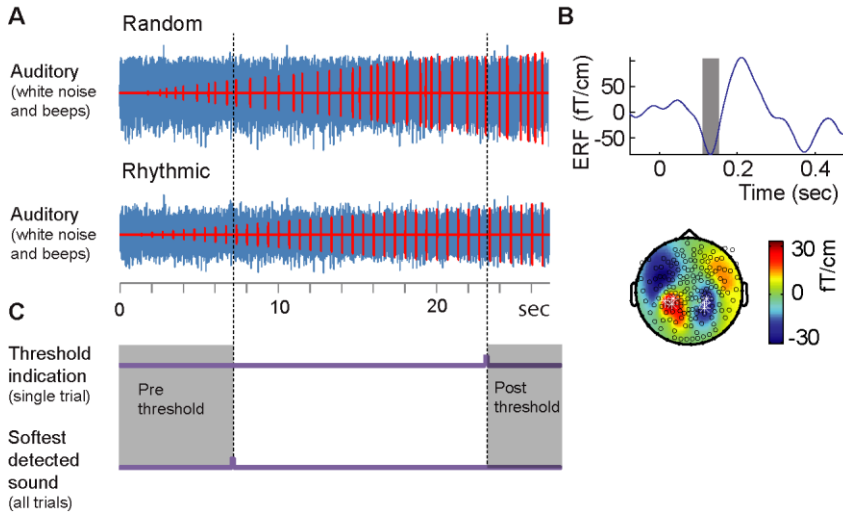 A
Random
Auditory
(white noise
and beeps)
Rhythmic
Auditory
(white noise
and beeps)
0
10
20
sec
B
ERF (fT/cm)
50
0
-50
0
0.2
0.4
Time (sec)
30
0
-30
fT/cm
C
Threshold
indication
(single trial)
Pre
threshold
Post
threshold
Softest
detected
sound
(all trials)